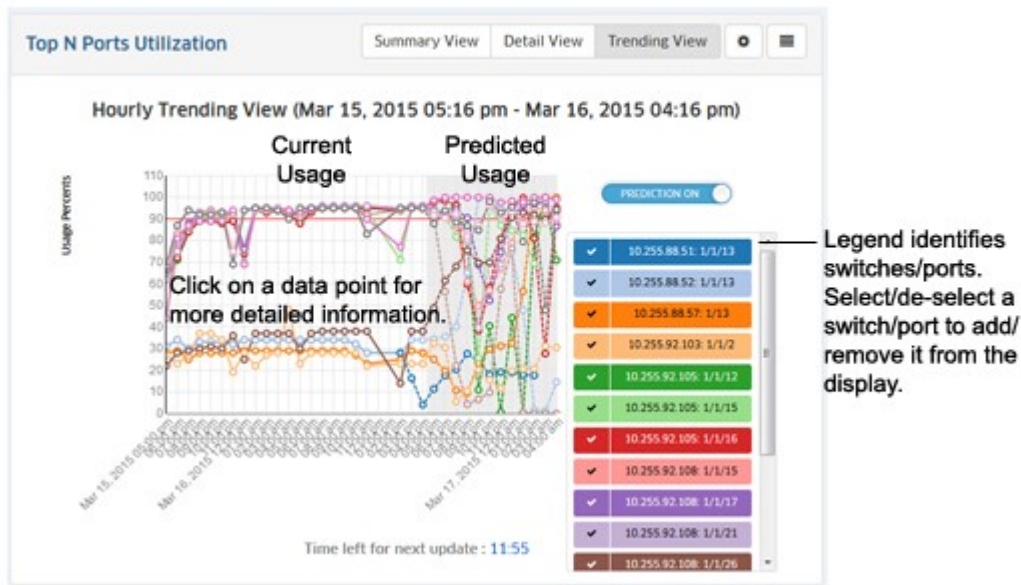 Top N Ports Utilization
Summary View
Detail View
Trending View
Hourly Trending View (Mar 15, 2015 05:16 pm - Mar 16, 2015 04:16 pm)
Current
Usage
Predicted
Usage
Usage Percents
110
100
90
80
70
60
50
40
30
20
10
0
Click on a data point for
more detailed information.
Mar 15, 2015 05:00
Mar 16, 2015 12
Mar 17, 2015 12
04:00 am
PREDICTION ON
10.255.88.51: 1/1/13
10.255.88.52: 1/1/13
10.255.88.57: 1/13
10.255.92.103: 1/1/2
10.255.92.105: 1/1/12
10.255.92.105: 1/1/15
10.255.92.105: 1/1/16
10.255.92.108: 1/1/15
10.255.92.108: 1/1/17
10.255.92.108: 1/1/21
10.255.92.108: 1/1/26
Legend identifies
switches/ports.
Select/de-select a
switch/port to add/
remove it from the
display.
Time left for next update : 11:55